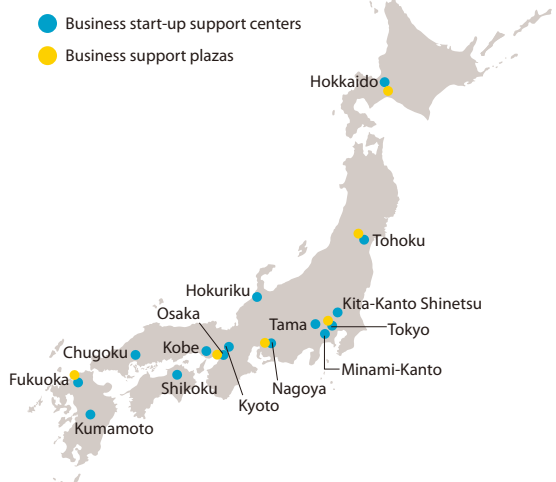 Business start-up support centers
Business support plazas
Hokkaido
Tohoku
Hokuriku
Kita-Kanto Shinetsu
Osaka
Tama
Tokyo
Kobe
Chugoku
Minami-Kanto
Fukuoka
Shikoku
Nagoya
Kyoto
Kumamoto